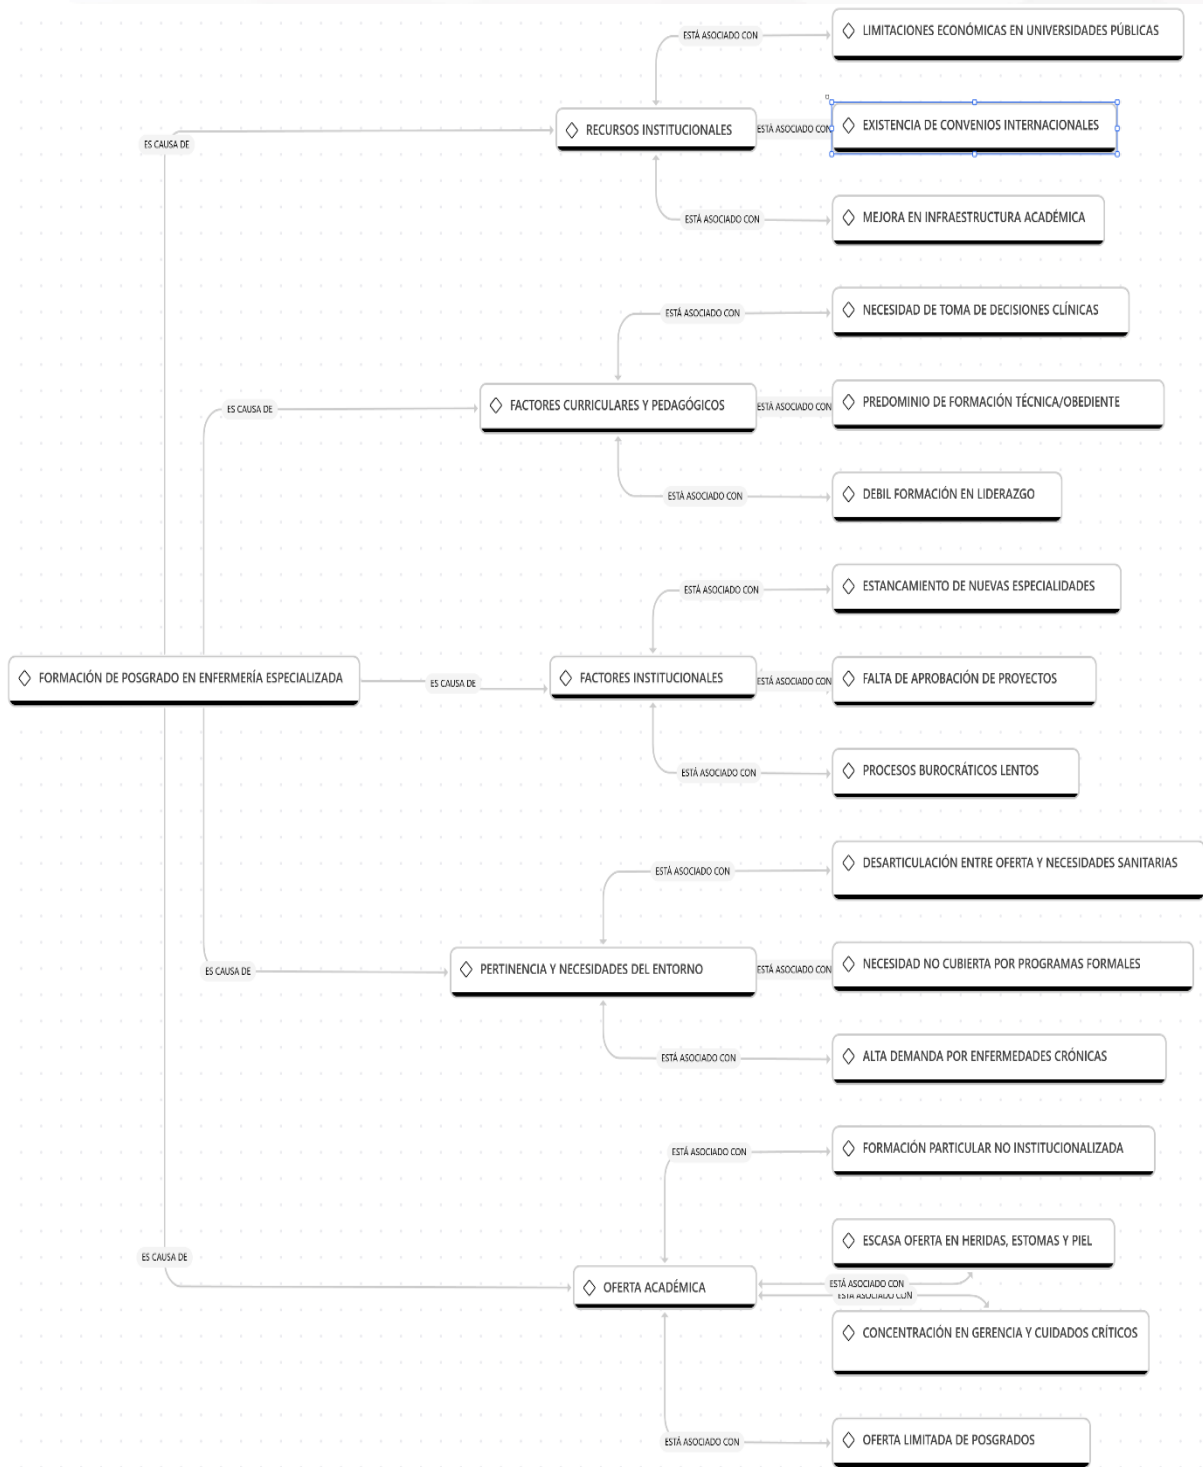 ESTÁ ASOCIADO CON
LIMITACIONES ECONÓMICAS EN UNIVERSIDADES PÚBLICAS
ES CAUSA DE
RECURSOS INSTITUCIONALES
ESTÁ ASOCIADO CON
EXISTENCIA DE CONVENIOS INTERNACIONALES
ESTÁ ASOCIADO CON
MEJORA EN INFRAESTRUCTURA ACADÉMICA
ESTÁ ASOCIADO CON
NECESIDAD DE TOMA DE DECISIONES CLÍNICAS
ES CAUSA DE
FACTORES CURRICULARES Y PEDAGÓGICOS
ESTÁ ASOCIADO CON
PREDOMINIO DE FORMACIÓN TÉCNICA/OBEDIENTE
ESTÁ ASOCIADO CON
DEBIL FORMACIÓN EN LIDERAZGO
ESTÁ ASOCIADO CON
ESTANCAMIENTO DE NUEVAS ESPECIALIDADES
FORMACIÓN DE POSGRADO EN ENFERMERÍA ESPECIALIZADA
ES CAUSA DE
FACTORES INSTITUCIONALES
ESTÁ ASOCIADO CON
FALTA DE APROBACIÓN DE PROYECTOS
ESTÁ ASOCIADO CON
PROCESOS BUROCRÁTICOS LENTOS
ESTÁ ASOCIADO CON
DESARTICULACIÓN ENTRE OFERTA Y NECESIDADES SANITARIAS
ES CAUSA DE
PERTINENCIA Y NECESIDADES DEL ENTORNO
ESTÁ ASOCIADO CON
NECESIDAD NO CUBIERTA POR PROGRAMAS FORMALES
ESTÁ ASOCIADO CON
ALTA DEMANDA POR ENFERMEDADES CRÓNICAS
ESTÁ ASOCIADO CON
FORMACIÓN PARTICULAR NO INSTITUCIONALIZADA
ESCASA OFERTA EN HERIDAS, ESTOMAS Y PIEL
ES CAUSA DE
OFERTA ACADÉMICA
ESTÁ ASOCIADO CON
ESTÁ ASOCIADO CON
CONCENTRACIÓN EN GERENCIA Y CUIDADOS CRÍTICOS
ESTÁ ASOCIADO CON
OFERTA LIMITADA DE POSGRADOS